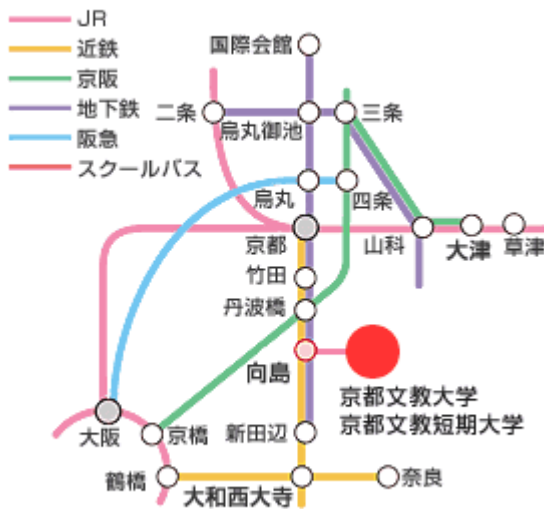 JR
近鉄
京阪
地下鉄
阪急
スクールバス
国際会館
二条
烏丸御池
三条
烏丸
四条
京都
山科
大津
草津
竹田
丹波橋
向島
京都文教大学
京都文教短期大学
大阪
京橋
新田辺
鶴橋
大和西大寺
奈良